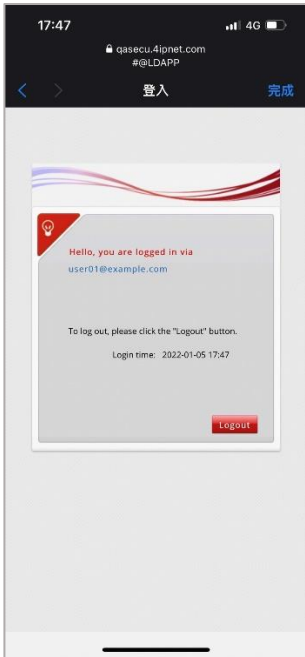 17:47
4G
qasecu.4ipnet.com
#@LDAPP
登入
完成
Hello, you are logged in via
user01@example.com
To log out, please click the "Logout" button.
Login time: 2022-01-05 17:47
Logout